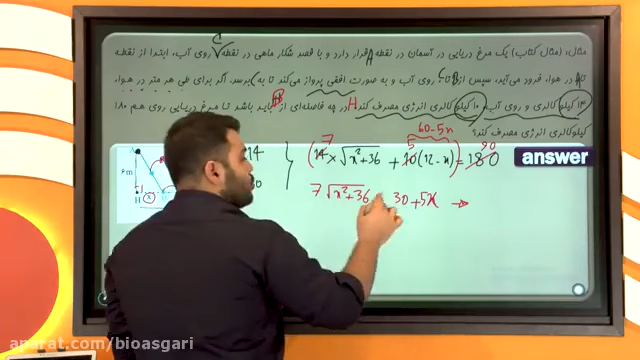 مثال، (مثال کتاب) یک مرغ دریایی در آسمان در نقطه A قرار دارد و با قصد شکار ماهی در نقطه C روی آب، ابتدا از نقطه
A در هوا، فرود می‌آید، سپس از B تا C روی آب و به صورت افقی پرواز می‌کند تا به C برسد. اگر برای طی هر متر در هوا،
۱۴ کیلو کالری و روی آب ۱۰ کیلو کالری انرژی مصرف کند، در چه فاصله‌ای از H باید باشد تا مرغ دریایی روی هم ۱۸۰
کیلوکالری انرژی مصرف کند؟
answer
60-5x
7 5 90
(14 × √x²+36 + 10(12-x) = 180
7√x²+36 30+5x →
14
A
B
H
x
aparat.com/bioasgari